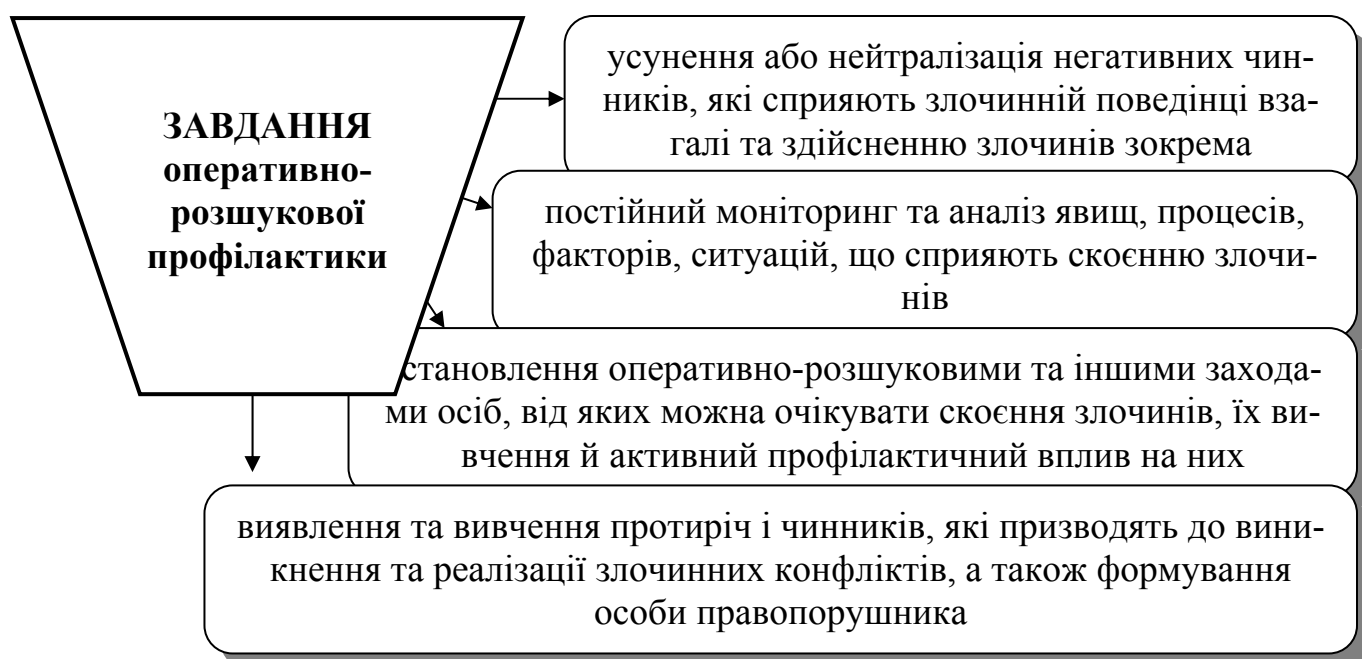 ЗАВДАННЯ
оперативно-
розшукової
профілактики
усунення або нейтралізація негативних чин-
ників, які сприяють злочинній поведінці вза-
галі та здійсненню злочинів зокрема
постійний моніторинг та аналіз явищ, процесів,
факторів, ситуацій, що сприяють скоєнню злочи-
нів
становлення оперативно-розшуковими та іншими захода-
ми осіб, від яких можна очікувати скоєння злочинів, їх ви-
вчення й активний профілактичний вплив на них
виявлення та вивчення протиріч і чинників, які призводять до вини-
кнення та реалізації злочинних конфліктів, а також формування
особи правопорушника